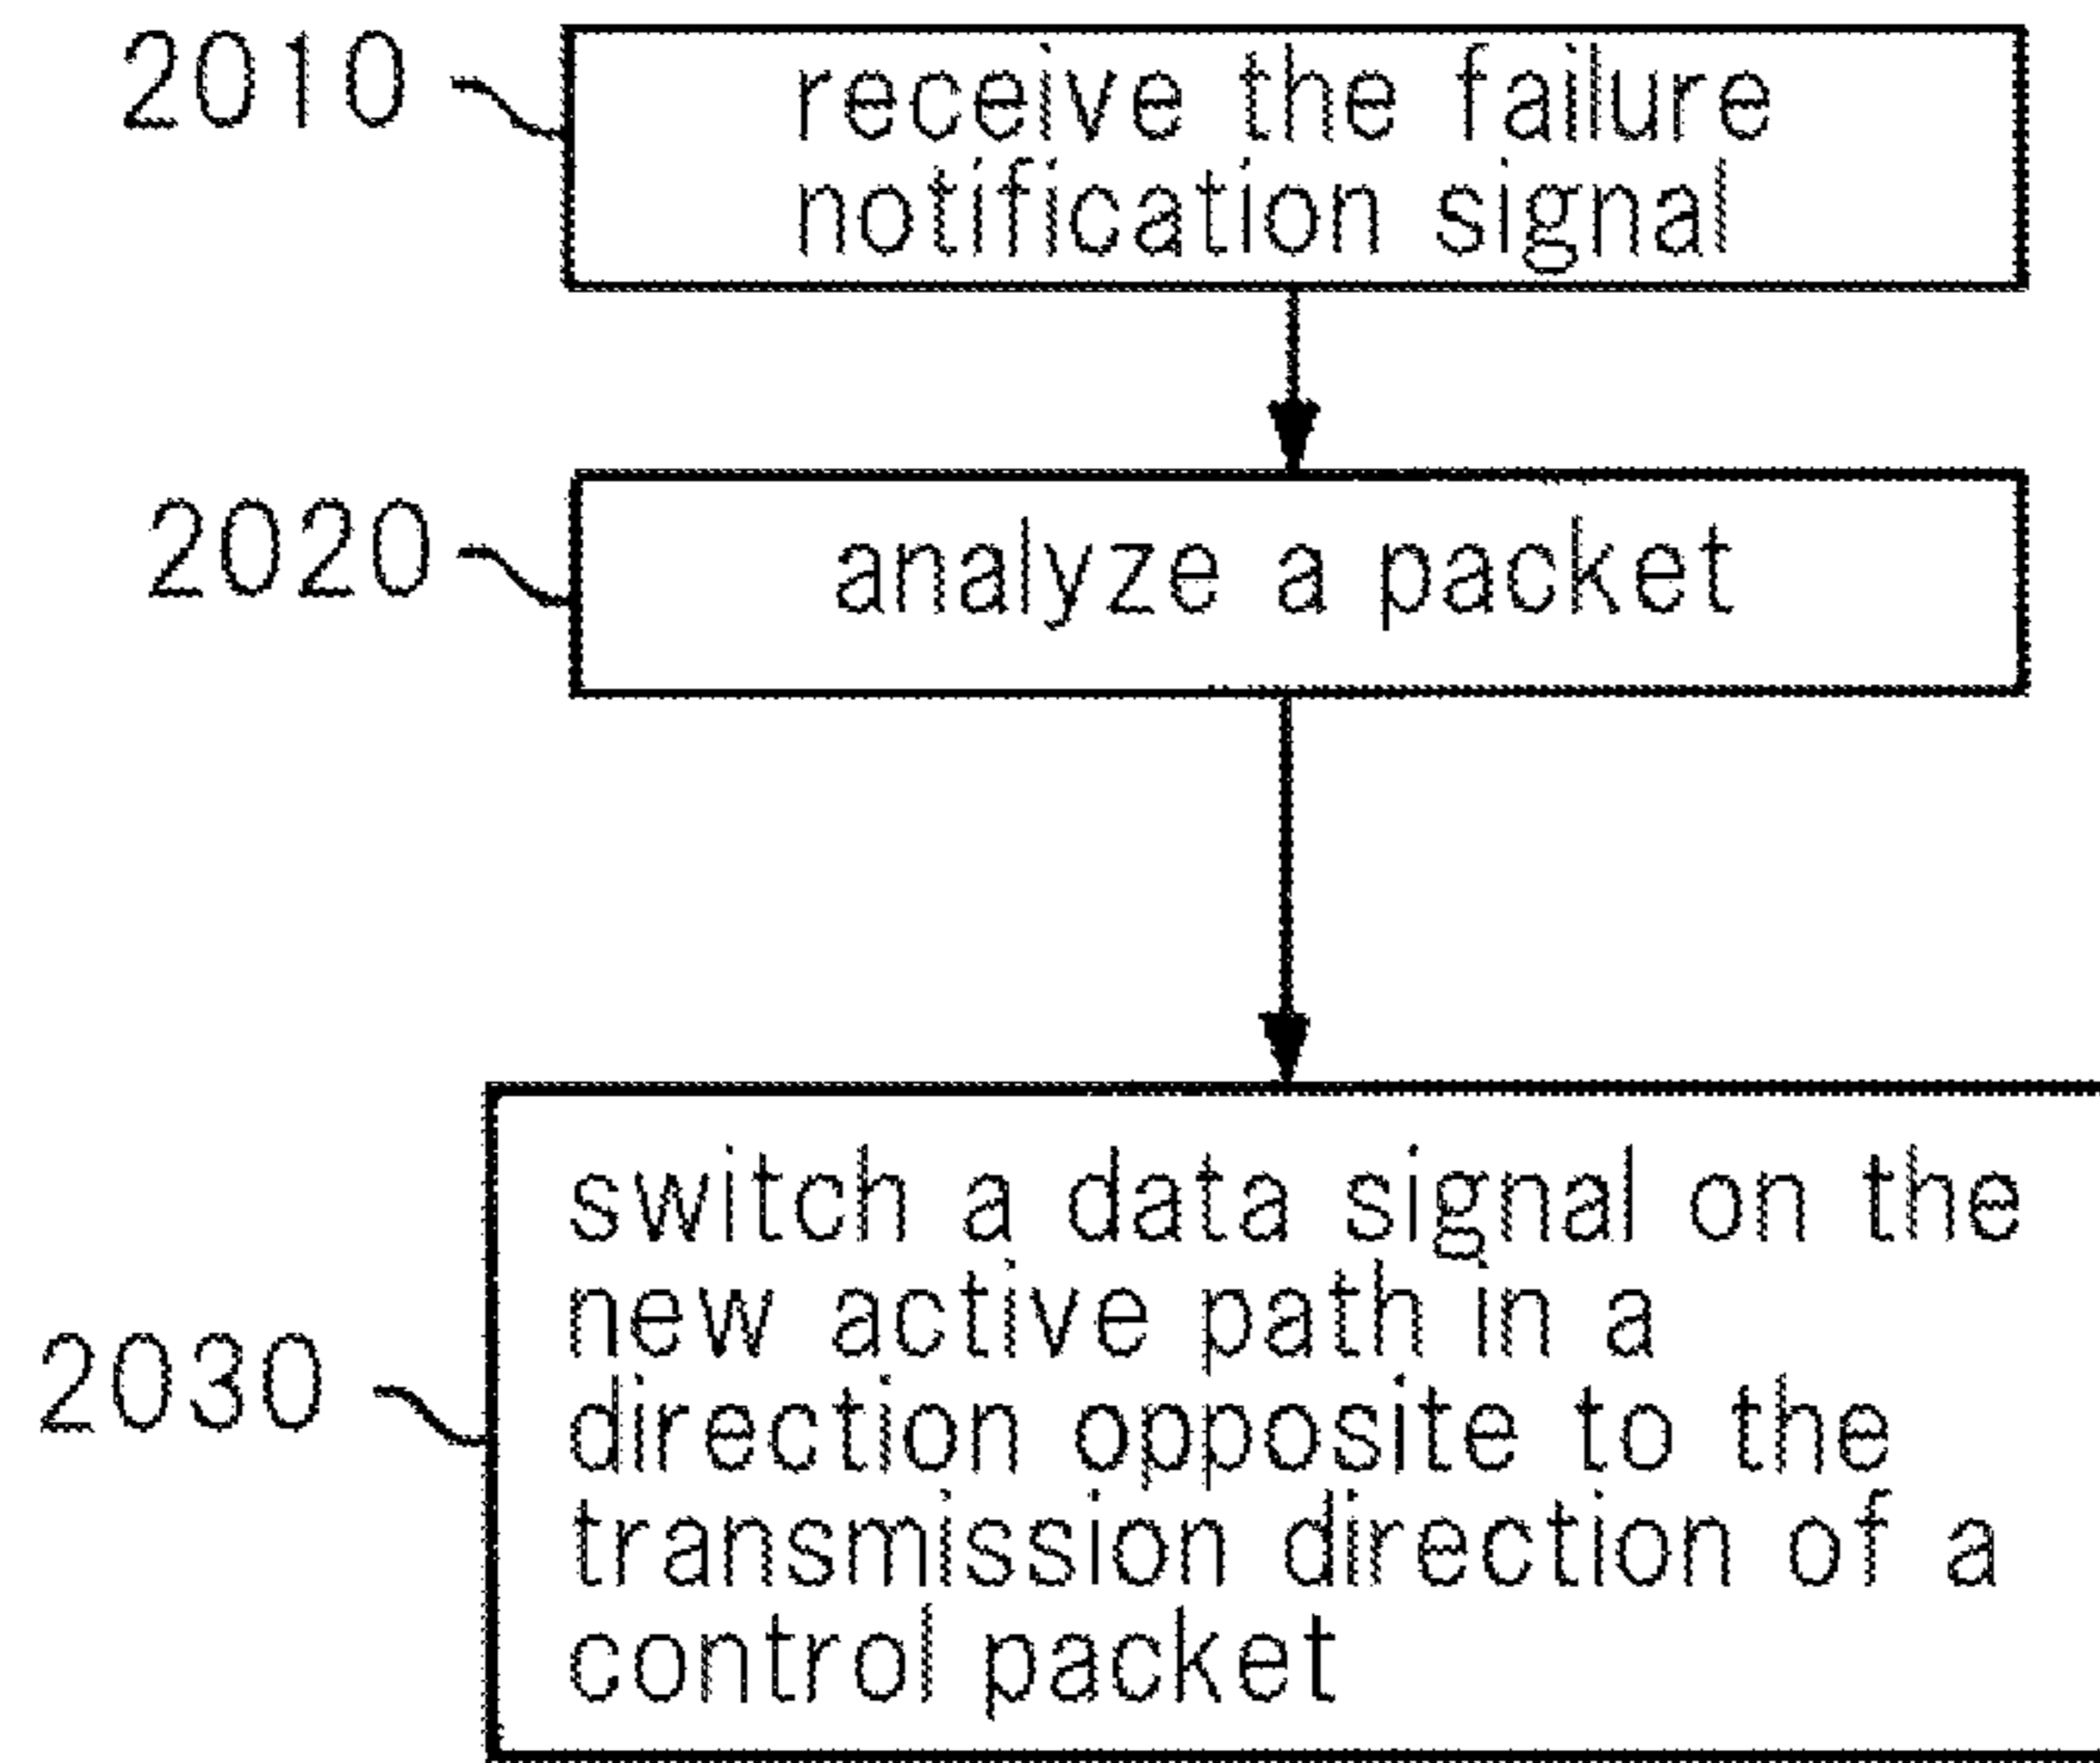 2010
receive the failure
notification signal
2020
analyze a packet
switch a data signal on the
new active path in a
2030
direction opposite to the
transmission direction of a
control packet